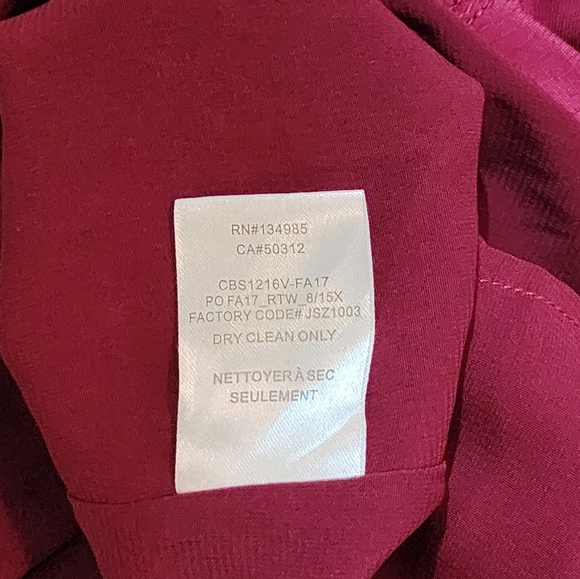 RN#134985
CA#50312
CBS1216V-FA17
PO FA17_RTW_8/15X
FACTORY CODE# JSZ1003
DRY CLEAN ONLY
NETTOYER À SEC
SEULEMENT